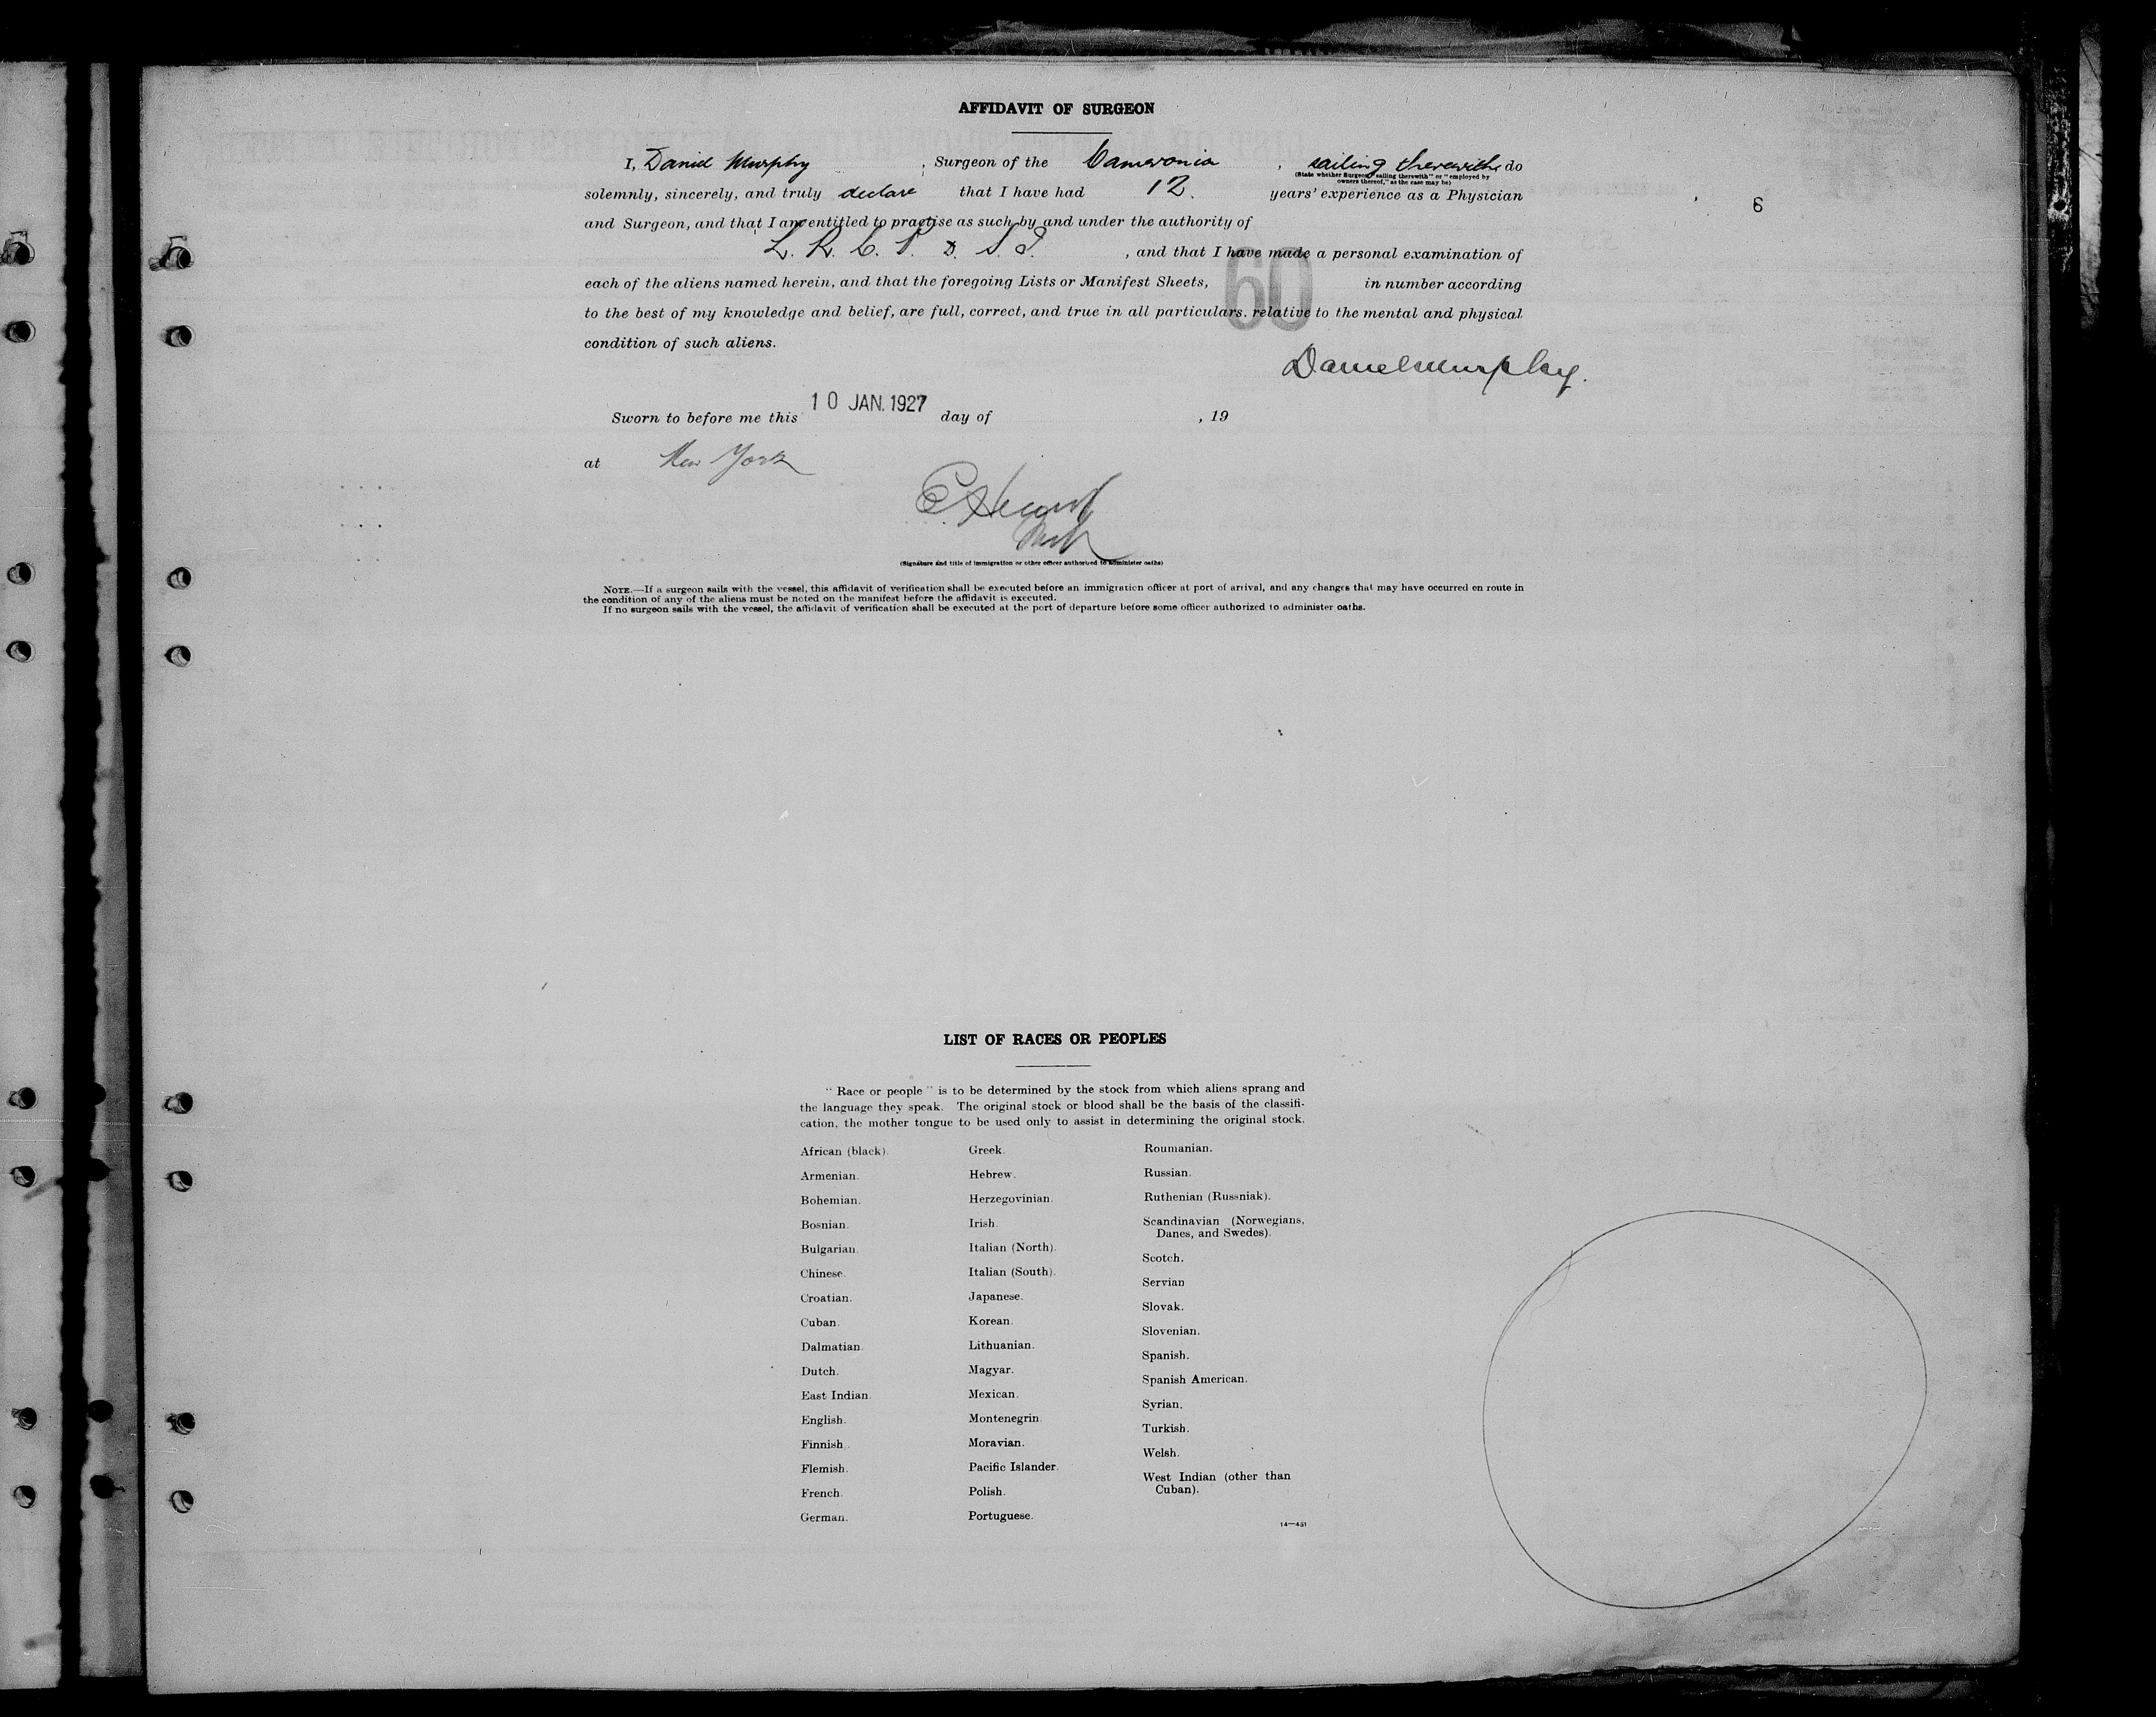 AFFIDAVIT OF SURGEON
I, Daniel Murphy , Surgeon of the Cameronia , sailing therewith do
(State whether Surgeon "sailing therewith" or "employed by
owners thereof," as the case may be)
solemnly, sincerely, and truly declare that I have had 12. years' experience as a Physician
6
and Surgeon, and that I am entitled to practise as such by and under the authority of
L. R. C. P. & S. I. , and that I have made a personal examination of
60
each of the aliens named herein, and that the foregoing Lists or Manifest Sheets, in number according
to the best of my knowledge and belief, are full, correct, and true in all particulars, relative to the mental and physical
condition of such aliens.
Daniel Murphy.
Sworn to before me this 10 JAN. 1927 day of , 19
at New York
(Signature and title of immigration or other officer authorized to administer oaths)
NOTE.—If a surgeon sails with the vessel, this affidavit of verification shall be executed before an immigration officer at port of arrival, and any changes that may have occurred en route in
the condition of any of the aliens must be noted on the manifest before the affidavit is executed.
If no surgeon sails with the vessel, the affidavit of verification shall be executed at the port of departure before some officer authorized to administer oaths.
LIST OF RACES OR PEOPLES
"Race or people" is to be determined by the stock from which aliens sprang and
the language they speak. The original stock or blood shall be the basis of the classifi-
cation, the mother tongue to be used only to assist in determining the original stock.
African (black).
Armenian.
Bohemian.
Bosnian.
Bulgarian.
Chinese.
Croatian.
Cuban.
Dalmatian.
Dutch.
East Indian.
English.
Finnish.
Flemish.
French.
German.
Greek.
Hebrew.
Herzegovinian.
Irish.
Italian (North).
Italian (South).
Japanese.
Korean.
Lithuanian.
Magyar.
Mexican.
Montenegrin.
Moravian.
Pacific Islander.
Polish.
Portuguese.
Roumanian.
Russian.
Ruthenian (Russniak).
Scandinavian (Norwegians,
Danes, and Swedes).
Scotch.
Servian
Slovak.
Slovenian.
Spanish.
Spanish American.
Syrian.
Turkish.
Welsh.
West Indian (other than
Cuban).
14—431